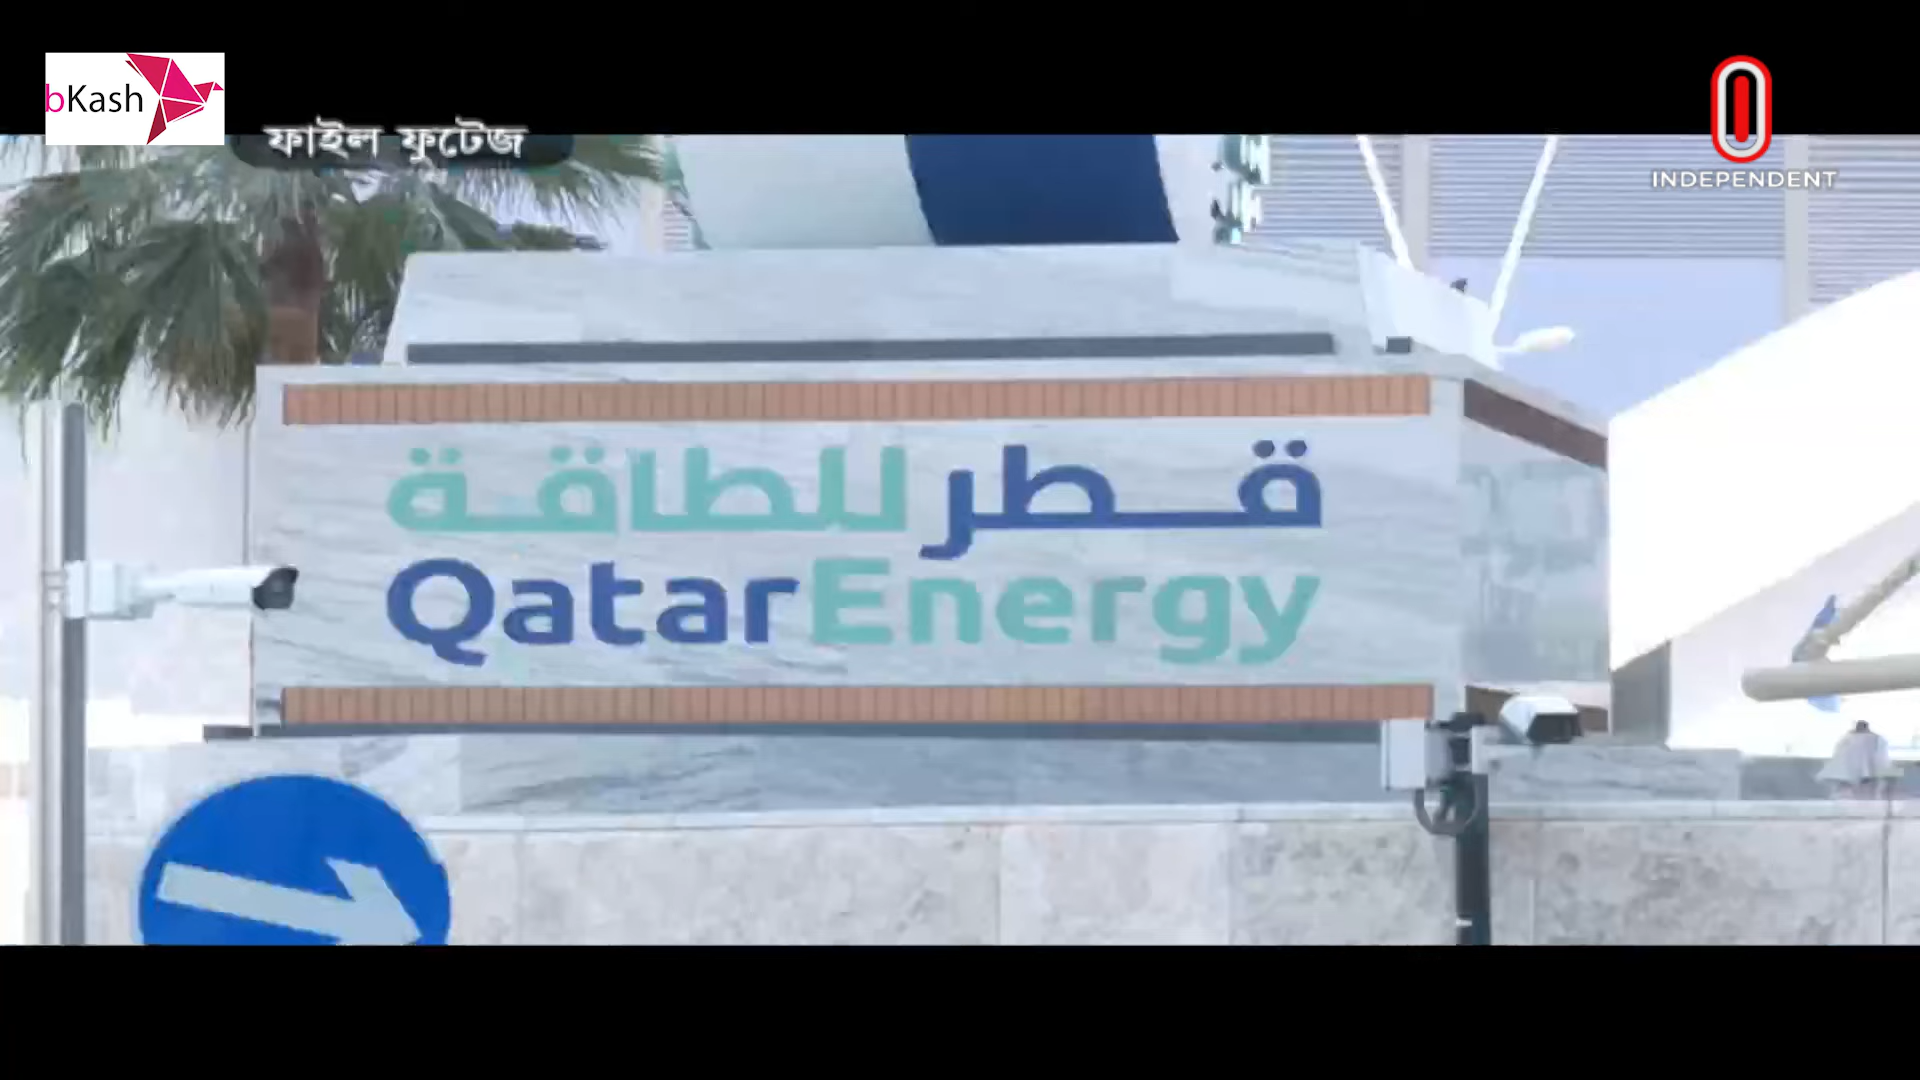 bKash
ফাইল ফুটেজ
INDEPENDENT
قطر للطاقة
QatarEnergy